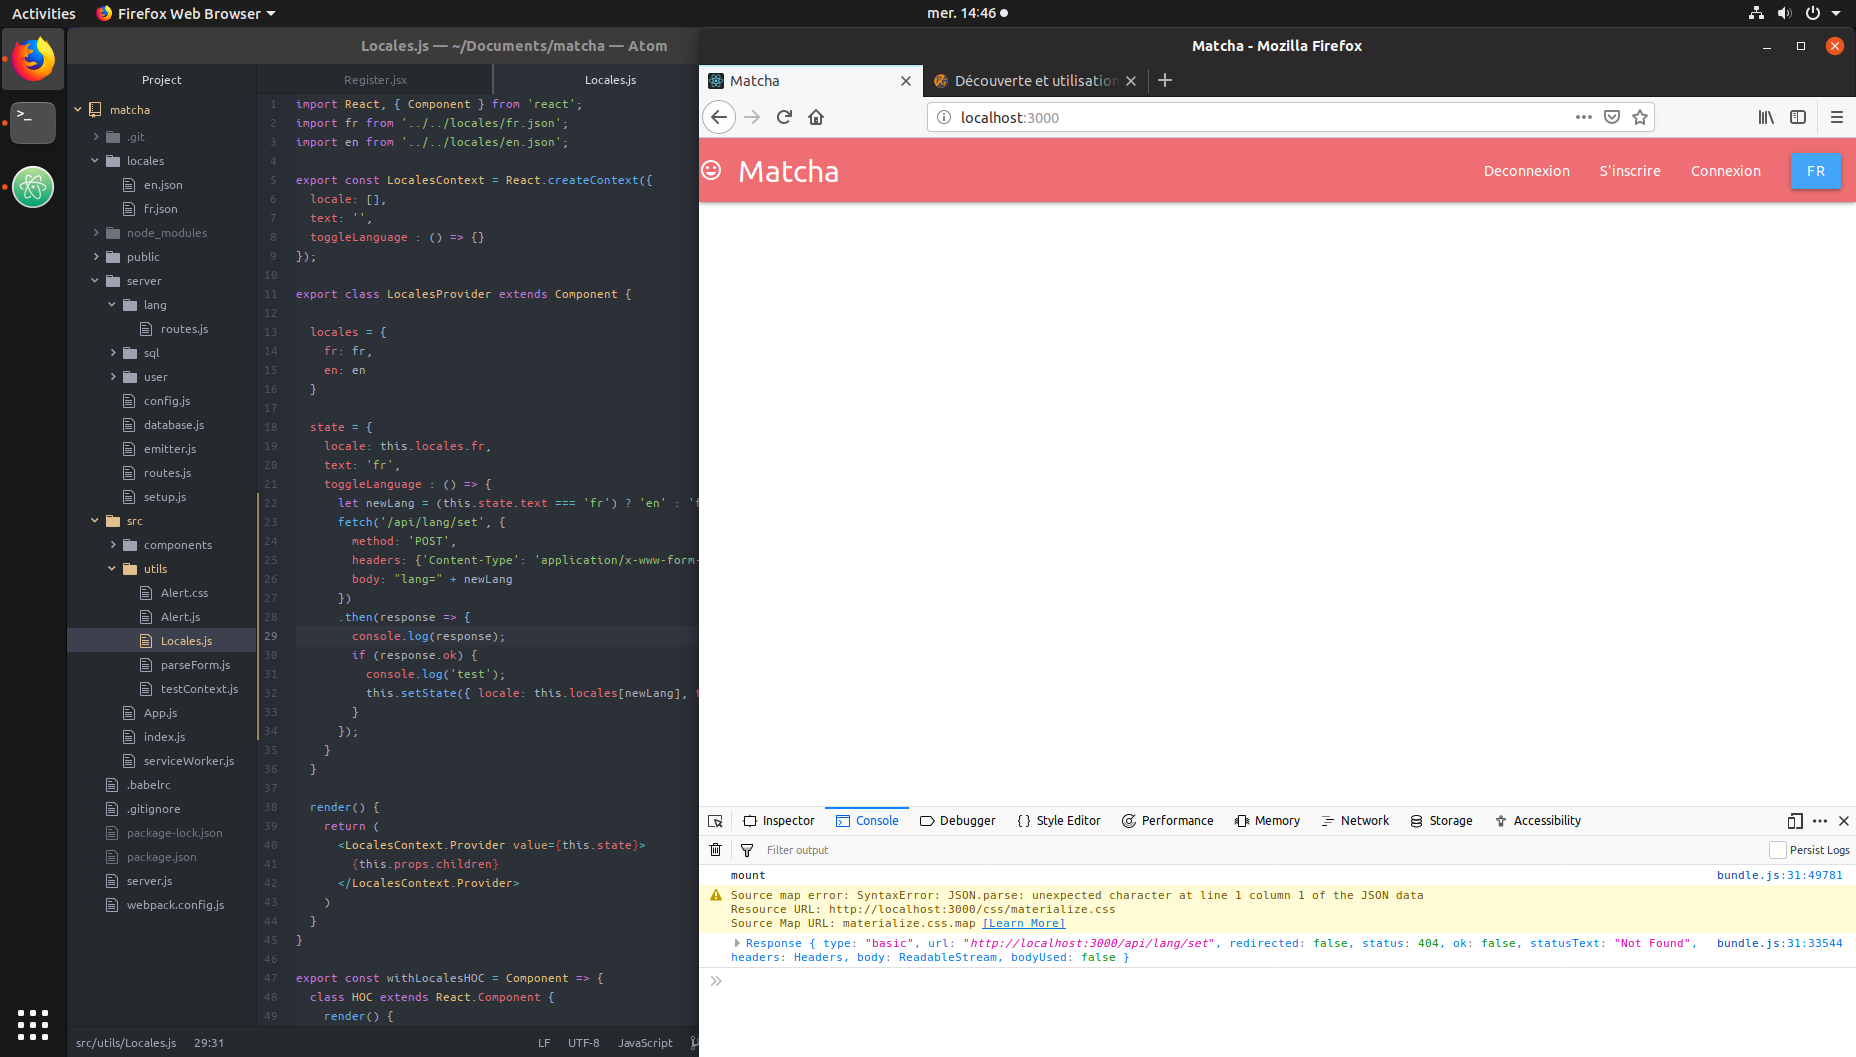 Activities
Firefox Web Browser
mer. 14:46
Locales.js — ~/Documents/matcha — Atom
Project
Register.jsx
Locales.js
matcha
.git
locales
en.json
fr.json
node_modules
public
server
lang
routes.js
sql
user
config.js
database.js
emitter.js
routes.js
setup.js
src
components
utils
Alert.css
Alert.js
Locales.js
parseForm.js
testContext.js
App.js
index.js
serviceWorker.js
.babelrc
.gitignore
package-lock.json
package.json
server.js
webpack.config.js
1 import React, { Component } from 'react';
2 import fr from '../../locales/fr.json';
3 import en from '../../locales/en.json';
4
5 export const LocalesContext = React.createContext({
6 locale: [],
7 text: '',
8 toggleLanguage : () => {}
9 });
10
11 export class LocalesProvider extends Component {
12
13 locales = {
14 fr: fr,
15 en: en
16 }
17
18 state = {
19 locale: this.locales.fr,
20 text: 'fr',
21 toggleLanguage : () => {
22 let newLang = (this.state.text === 'fr') ? 'en' : 'f
23 fetch('/api/lang/set', {
24 method: 'POST',
25 headers: {'Content-Type': 'application/x-www-form-
26 body: "lang=" + newLang
27 })
28 .then(response => {
29 console.log(response);
30 if (response.ok) {
31 console.log('test');
32 this.setState({ locale: this.locales[newLang], t
33 }
34 });
35 }
36 }
37
38 render() {
39 return (
40 <LocalesContext.Provider value={this.state}>
41 {this.props.children}
42 </LocalesContext.Provider>
43 )
44 }
45 }
46
47 export const withLocalesHOC = Component => {
48 class HOC extends React.Component {
49 render() {
src/utils/Locales.js 29:31
LF UTF-8 JavaScript
Matcha - Mozilla Firefox
Matcha
Découverte et utilisation
localhost:3000
Matcha
Deconnexion S'inscrire Connexion FR
Inspector Console Debugger Style Editor Performance Memory Network Storage Accessibility
Filter output
Persist Logs
mount bundle.js:31:49781
Source map error: SyntaxError: JSON.parse: unexpected character at line 1 column 1 of the JSON data
Resource URL: http://localhost:3000/css/materialize.css
Source Map URL: materialize.css.map [Learn More]
Response { type: "basic", url: "http://localhost:3000/api/lang/set", redirected: false, status: 404, ok: false, statusText: "Not Found", bundle.js:31:33544
headers: Headers, body: ReadableStream, bodyUsed: false }